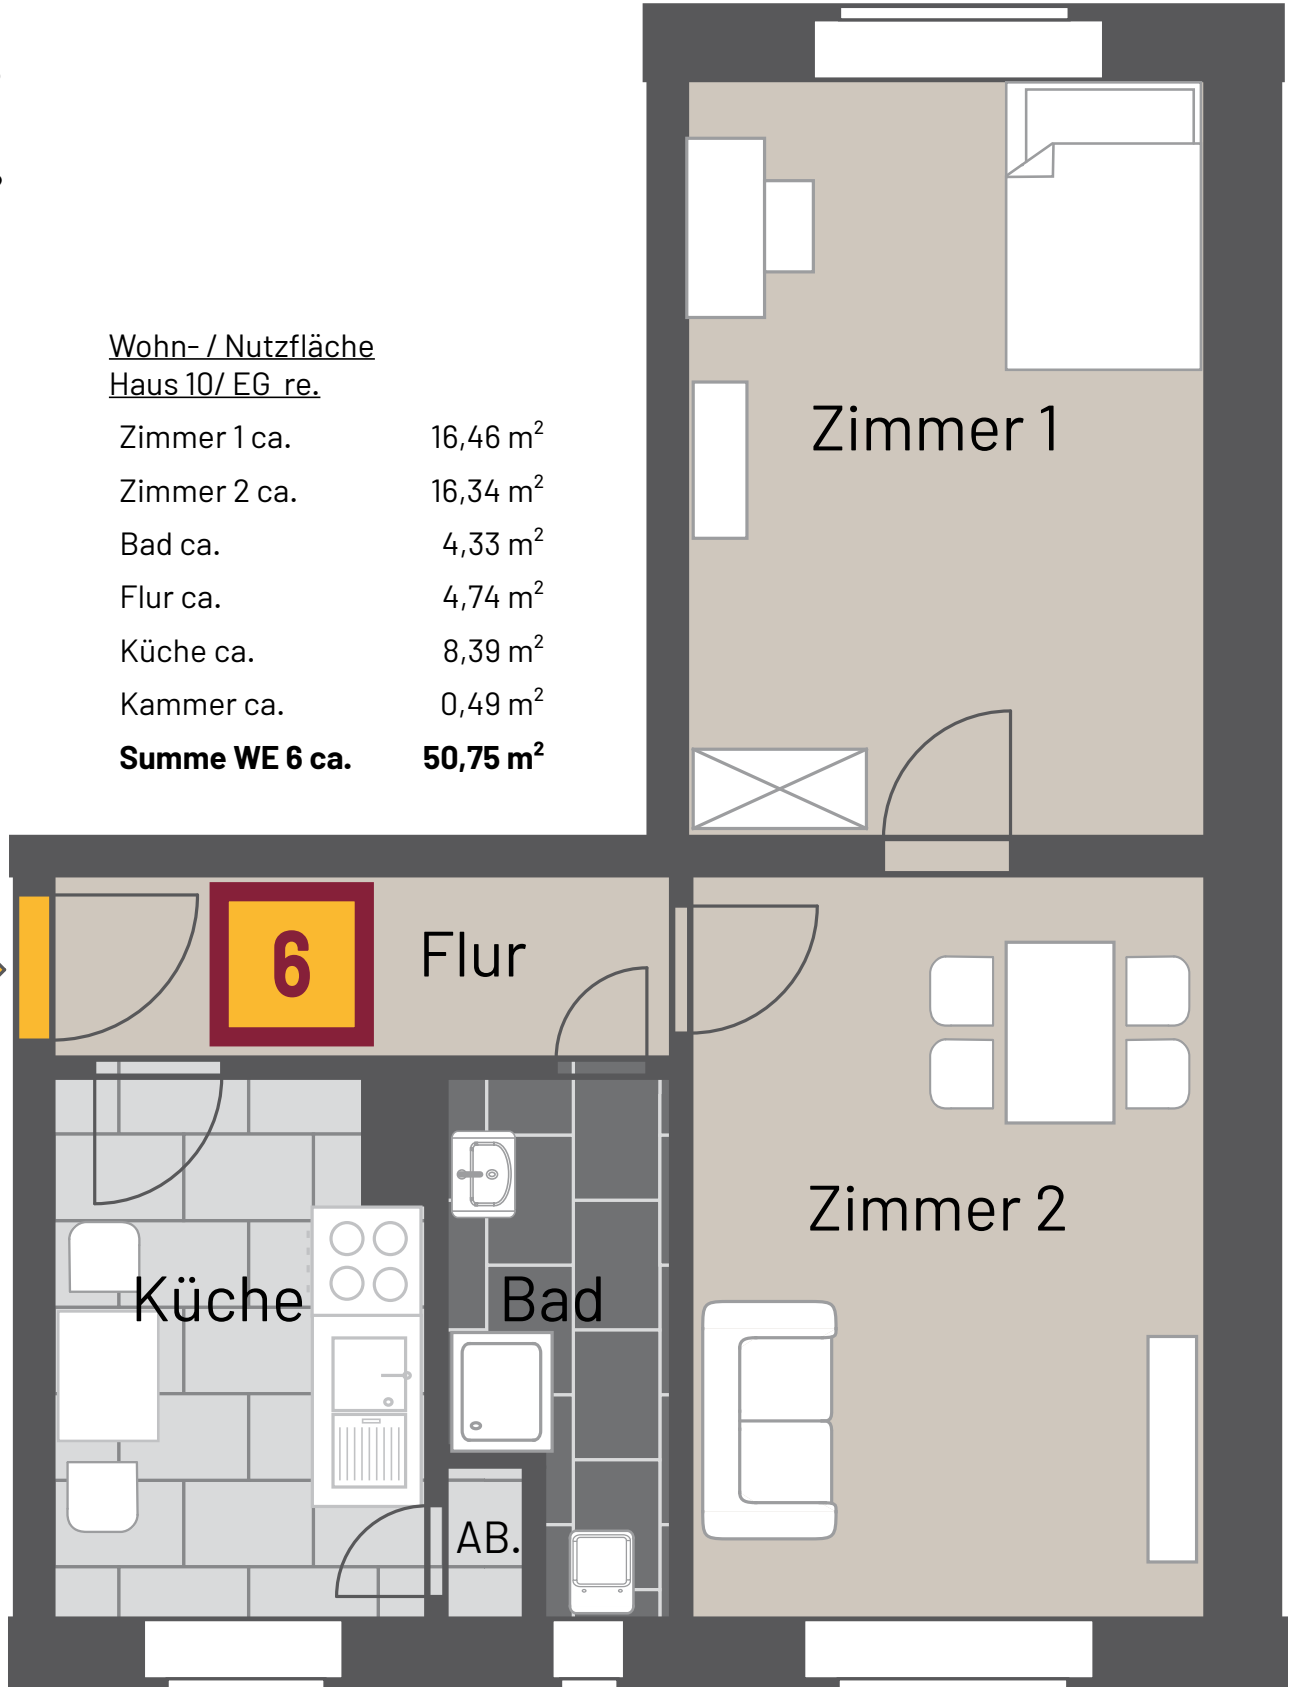 Wohn- / Nutzfläche
Haus 10/ EG re.
Zimmer 1 ca. 16,46 m²
Zimmer 2 ca. 16,34 m²
Bad ca. 4,33 m²
Flur ca. 4,74 m²
Küche ca. 8,39 m²
Kammer ca. 0,49 m²
Summe WE 6 ca. 50,75 m²
Zimmer 1
6
Flur
Zimmer 2
Küche
Bad
AB.